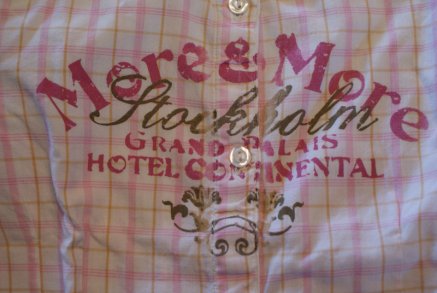 More & More
Stockholm
GRAND PALAIS
HOTEL CONTINENTAL